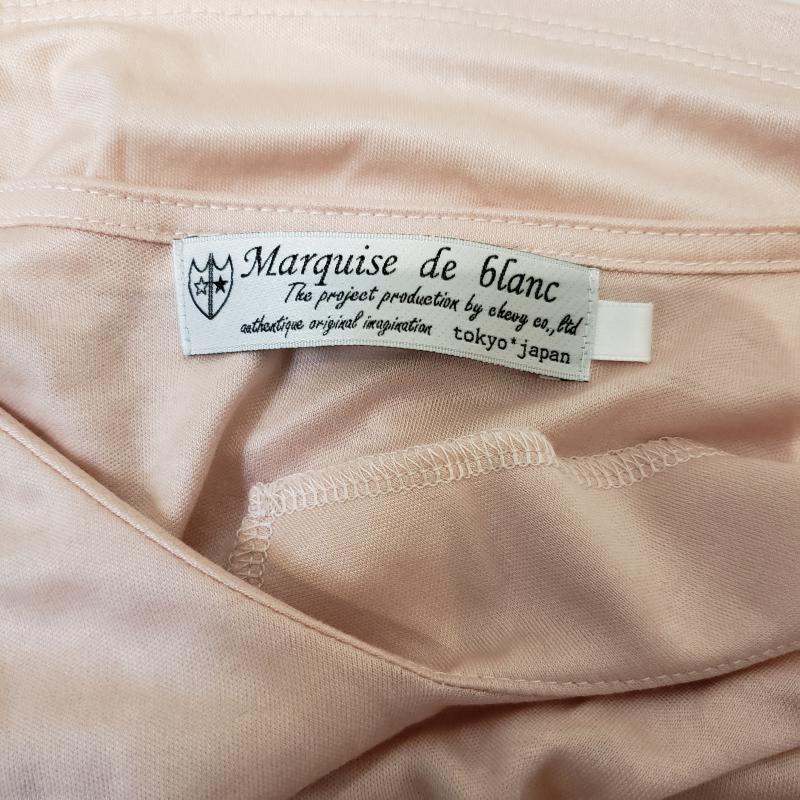 Marquise de blanc
The project production by chevy co.,ltd
authentique original imagination tokyo*japan